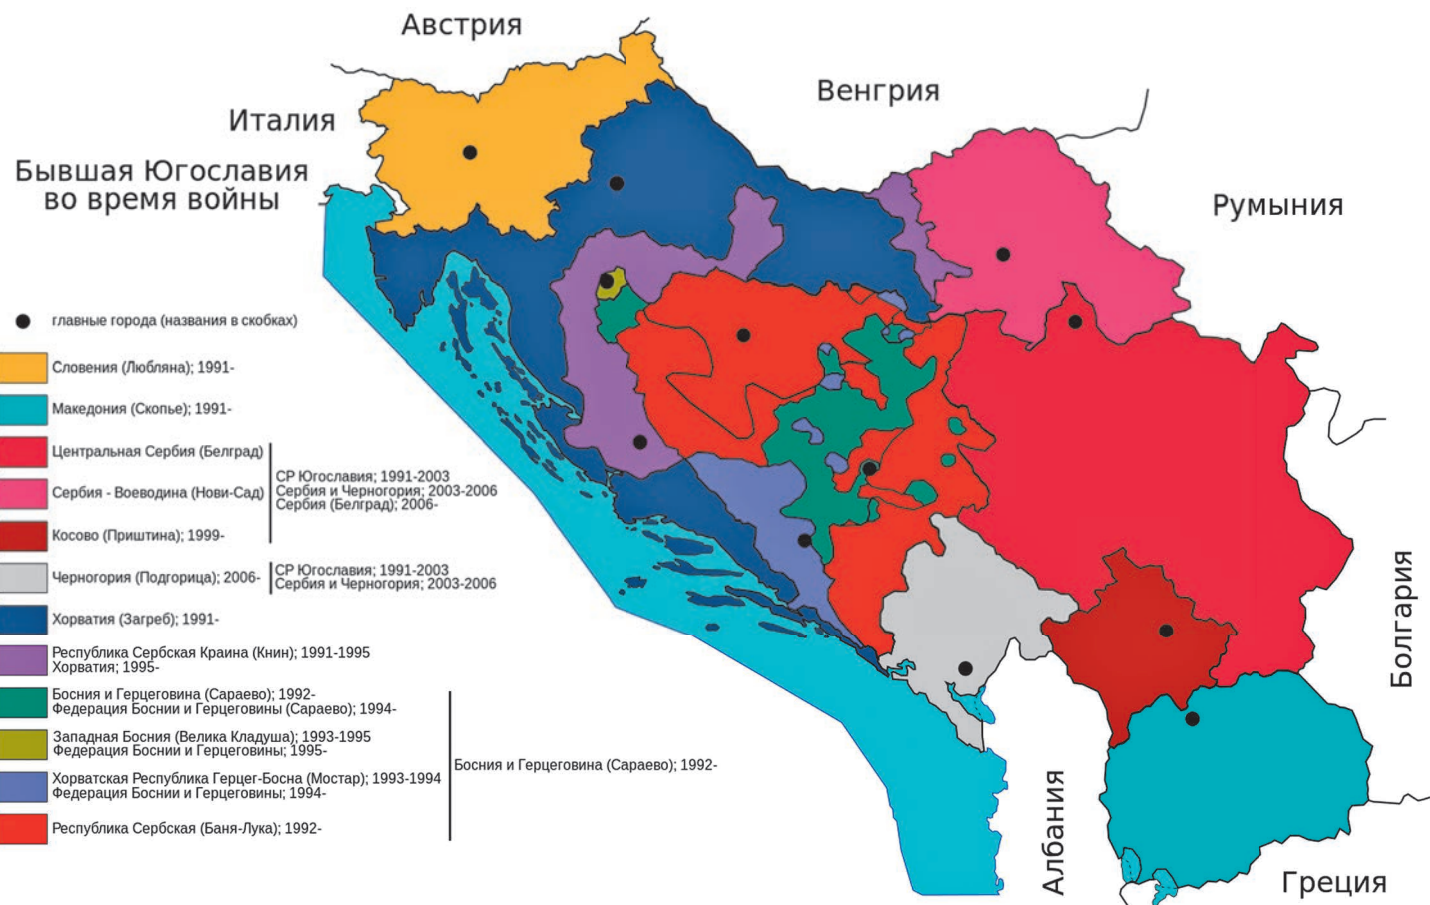 Австрия
Венгрия
Италия
Бывшая Югославия
во время войны
Румыния
главные города (названия в скобках)
Словения (Любляна); 1991-
Македония (Скопье); 1991-
Центральная Сербия (Белград)
Сербия - Воеводина (Нови-Сад)
Косово (Приштина); 1999-
СР Югославия; 1991-2003
Сербия и Черногория; 2003-2006
Сербия (Белград); 2006-
Черногория (Подгорица); 2006-
СР Югославия; 1991-2003
Сербия и Черногория; 2003-2006
Хорватия (Загреб); 1991-
Республика Сербская Краина (Книн); 1991-1995
Хорватия; 1995-
Босния и Герцеговина (Сараево); 1992-
Федерация Боснии и Герцеговины (Сараево); 1994-
Западная Босния (Велика Кладуша); 1993-1995
Федерация Боснии и Герцеговины; 1995-
Хорватская Республика Герцег-Босна (Мостар); 1993-1994
Федерация Боснии и Герцеговины; 1994-
Республика Сербская (Баня-Лука); 1992-
Босния и Герцеговина (Сараево); 1992-
Болгария
Албания
Греция